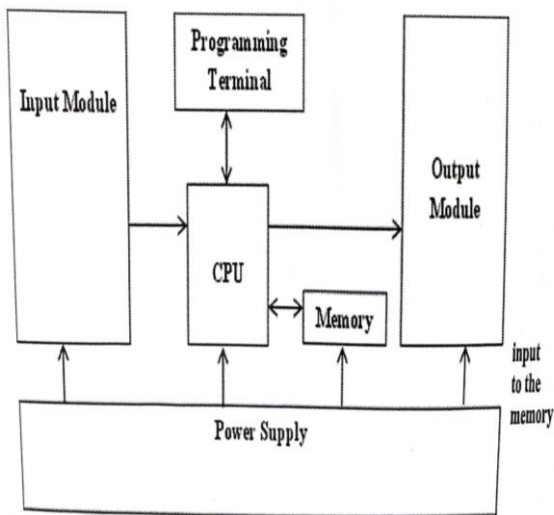 Programming
Terminal
Input Module
Output
Module
CPU
Memory
input
to the
memory
Power Supply